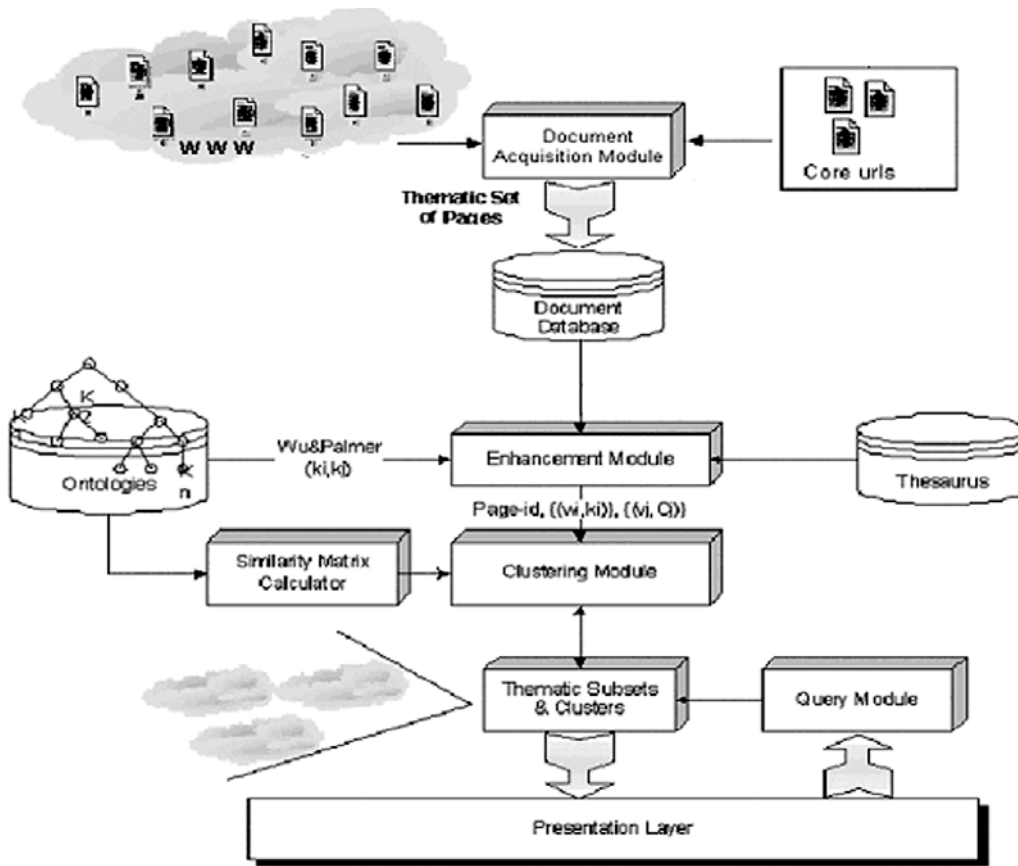 W W W
Document
Acquisition Module
Core urls
Thematic Set
of Pages
Document
Database
K
Wu&Palmer
(ki,kj)
Enhancement Module
Ontologies
K
n
Thesaurus
Page-id, {(wi,ki)}, {(vj, Cj)}
Similarity Matrix
Calculator
Clustering Module
Thematic Subsets
& Clusters
Query Module
Presentation Layer